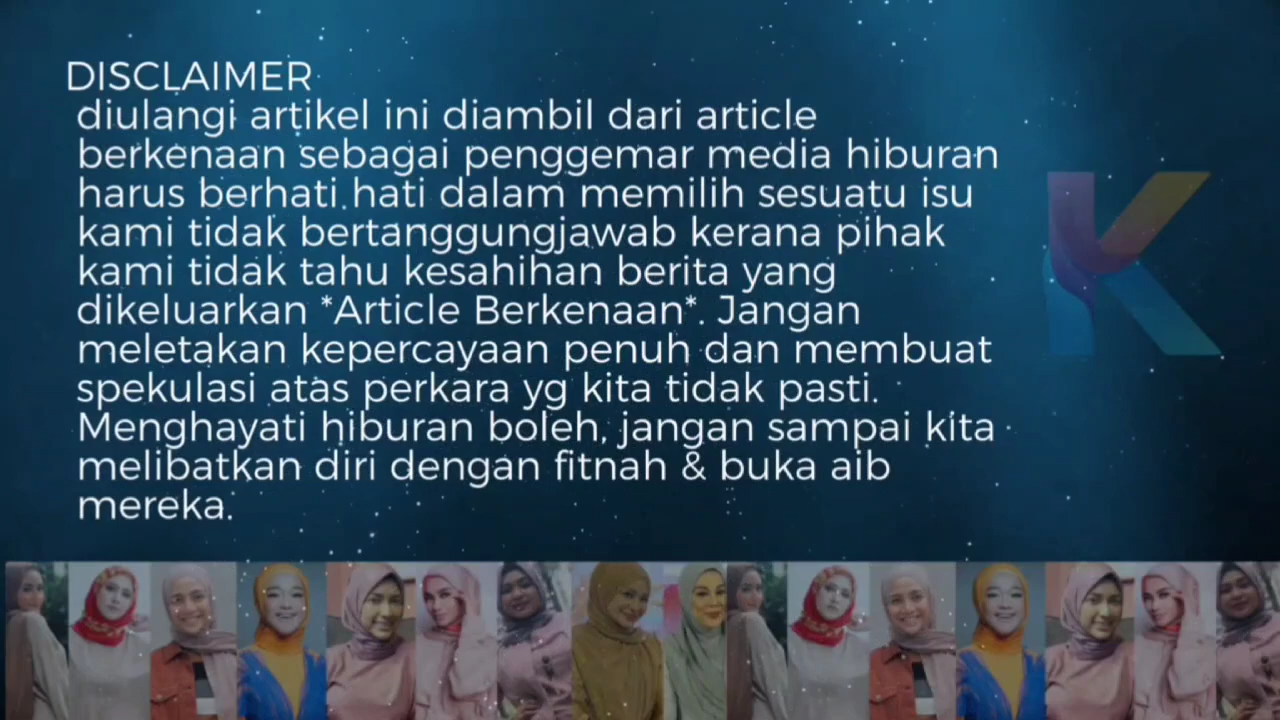 DISCLAIMER
diulangi artikel ini diambil dari article
berkenaan sebagai penggemar media hiburan
harus berhati hati dalam memilih sesuatu isu
kami tidak bertanggungjawab kerana pihak
kami tidak tahu kesahihan berita yang
dikeluarkan *Article Berkenaan*. Jangan
meletakan kepercayaan penuh dan membuat
spekulasi atas perkara yg kita tidak pasti.
Menghayati hiburan boleh, jangan sampai kita
melibatkan diri dengan fitnah & buka aib
mereka.
K